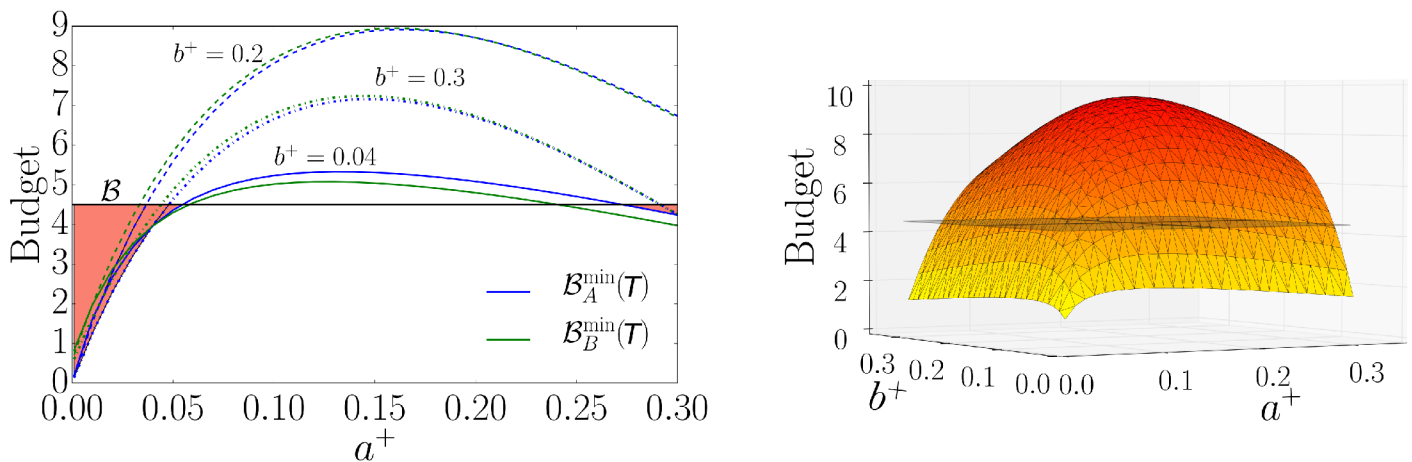 9
8
7
6
5
4
3
2
1
0
Budget
b⁺ = 0.2
b⁺ = 0.3
b⁺ = 0.04
ℬ
ℬ_A^min(T)
ℬ_B^min(T)
0.00 0.05 0.10 0.15 0.20 0.25 0.30
a⁺
10
8
6
4
2
0
Budget
0.3 0.2 0.1 0.0
b⁺
0.0 0.1 0.2 0.3
a⁺